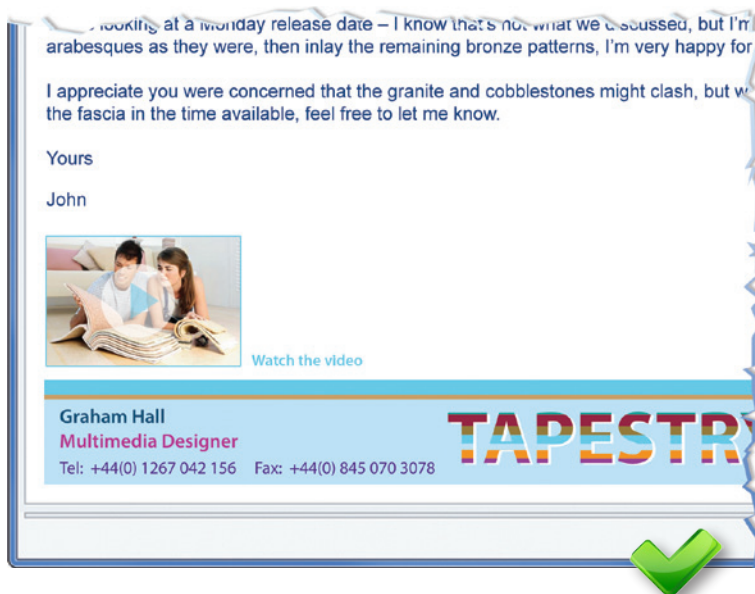 looking at a Monday release date – I know that's not what we discussed, but I'm
arabesques as they were, then inlay the remaining bronze patterns, I'm very happy for
I appreciate you were concerned that the granite and cobblestones might clash, but
the fascia in the time available, feel free to let me know.
Yours
John
Watch the video
Graham Hall
Multimedia Designer
Tel: +44(0) 1267 042 156 Fax: +44(0) 845 070 3078
TAPESTRY